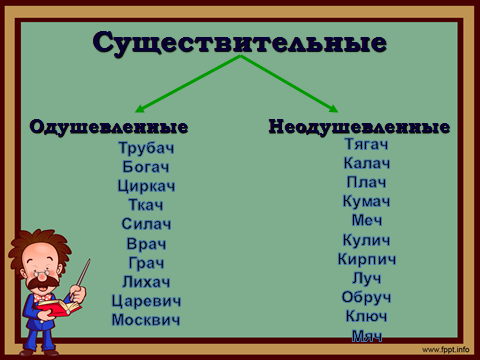 Существительные
Одушевленные
Трубач
Богач
Циркач
Ткач
Силач
Врач
Грач
Лихач
Царевич
Москвич
Неодушевленные
Тягач
Калач
Плач
Кумач
Меч
Кулич
Кирпич
Луч
Обруч
Ключ
Мяч
www.fppt.info